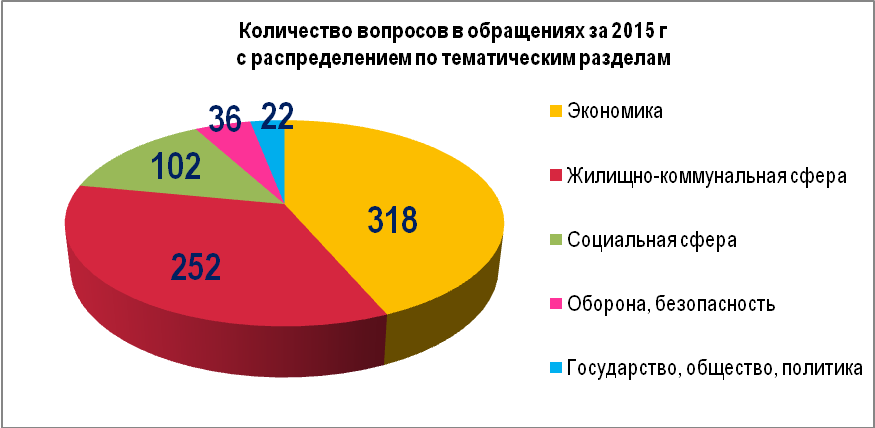 Количество вопросов в обращениях за 2015 г
с распределением по тематическим разделам
36
22
102
318
252
Экономика
Жилищно-коммунальная сфера
Социальная сфера
Оборона, безопасность
Государство, общество, политика